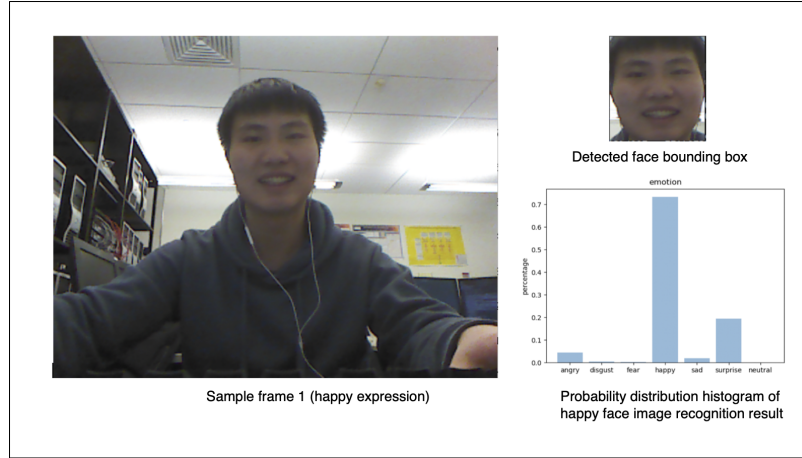 Detected face bounding box
emotion
percentage
0.7
0.6
0.5
0.4
0.3
0.2
0.1
0.0
angry disgust fear happy sad surprise neutral
Sample frame 1 (happy expression)
Probability distribution histogram of
happy face image recognition result